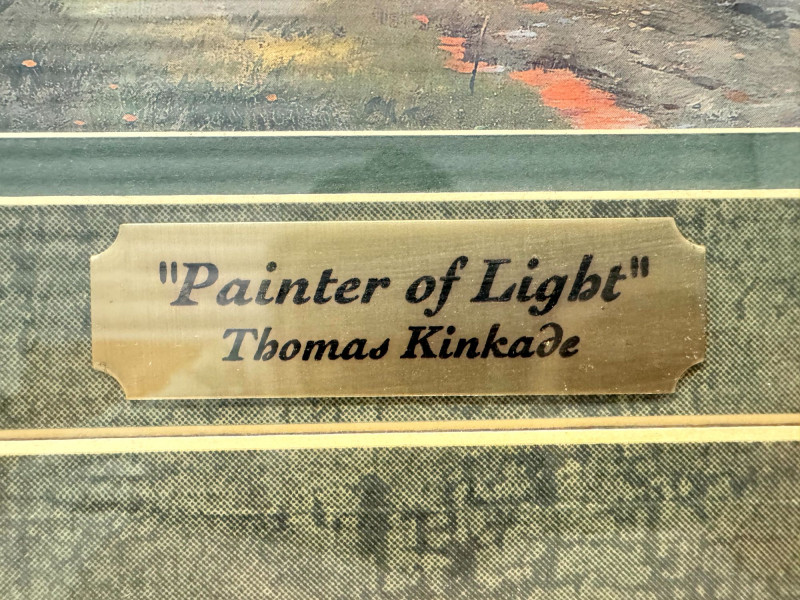 "Painter of Light"
Thomas Kinkade